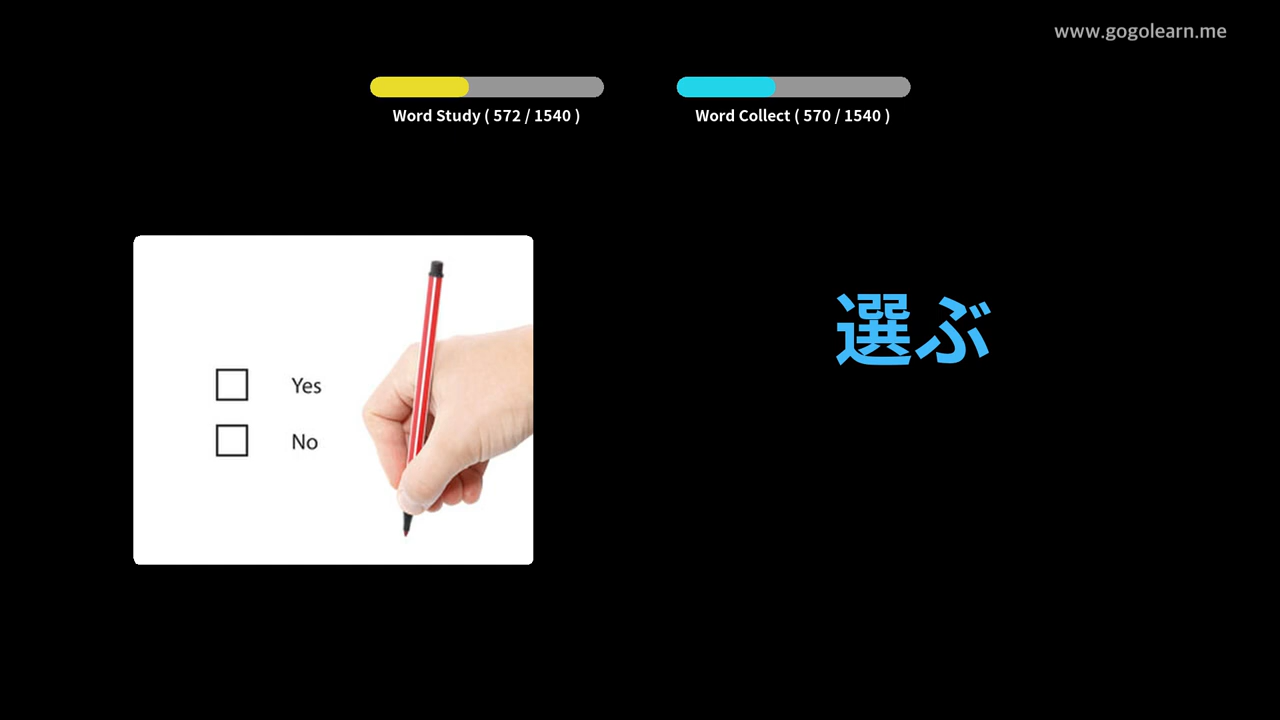 www.gogolearn.me
Word Study ( 572 / 1540 )
Word Collect ( 570 / 1540 )
選ぶ
Yes
No